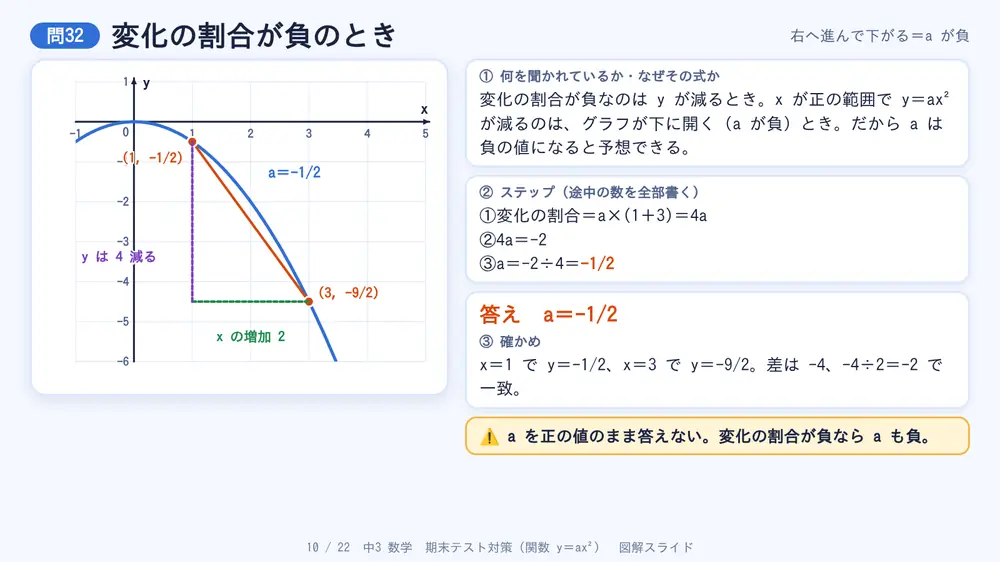 問32 変化の割合が負のとき
右へ進んで下がる＝a が負
1 y
x
-1 0 1 2 3 4 5
(1, -1/2)
a＝-1/2
-1
-2
-3
y は 4 減る
-4
(3, -9/2)
-5
x の増加 2
-6
① 何を聞かれているか・なぜその式か
変化の割合が負なのは y が減るとき。x が正の範囲で y＝ax²
が減るのは、グラフが下に開く（a が負）とき。だから a は
負の値になると予想できる。
② ステップ（途中の数を全部書く）
①変化の割合＝a×(1＋3)＝4a
②4a＝-2
③a＝-2÷4＝-1/2
答え　a＝-1/2
③ 確かめ
x＝1 で y＝-1/2、x＝3 で y＝-9/2。差は -4、-4÷2＝-2 で
一致。
⚠️ a を正の値のまま答えない。変化の割合が負なら a も負。
10 / 22　中3 数学　期末テスト対策（関数 y＝ax²）　図解スライド